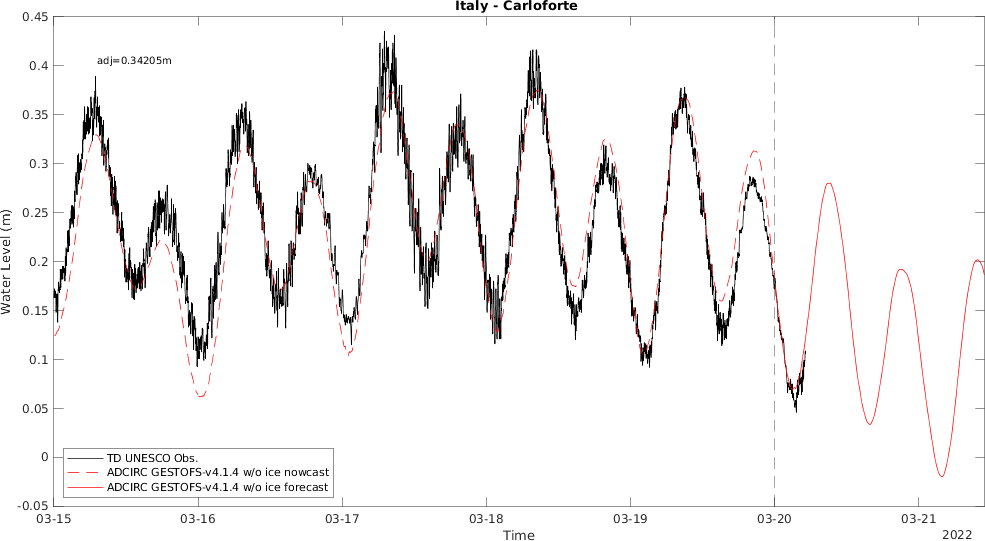 Italy - Carloforte
adj=0.34205m
Water Level (m)
0.45
0.4
0.35
0.3
0.25
0.2
0.15
0.1
0.05
0
-0.05
TD UNESCO Obs.
ADCIRC GESTOFS-v4.1.4 w/o ice nowcast
ADCIRC GESTOFS-v4.1.4 w/o ice forecast
03-15 03-16 03-17 03-18 03-19 03-20 03-21
Time
2022